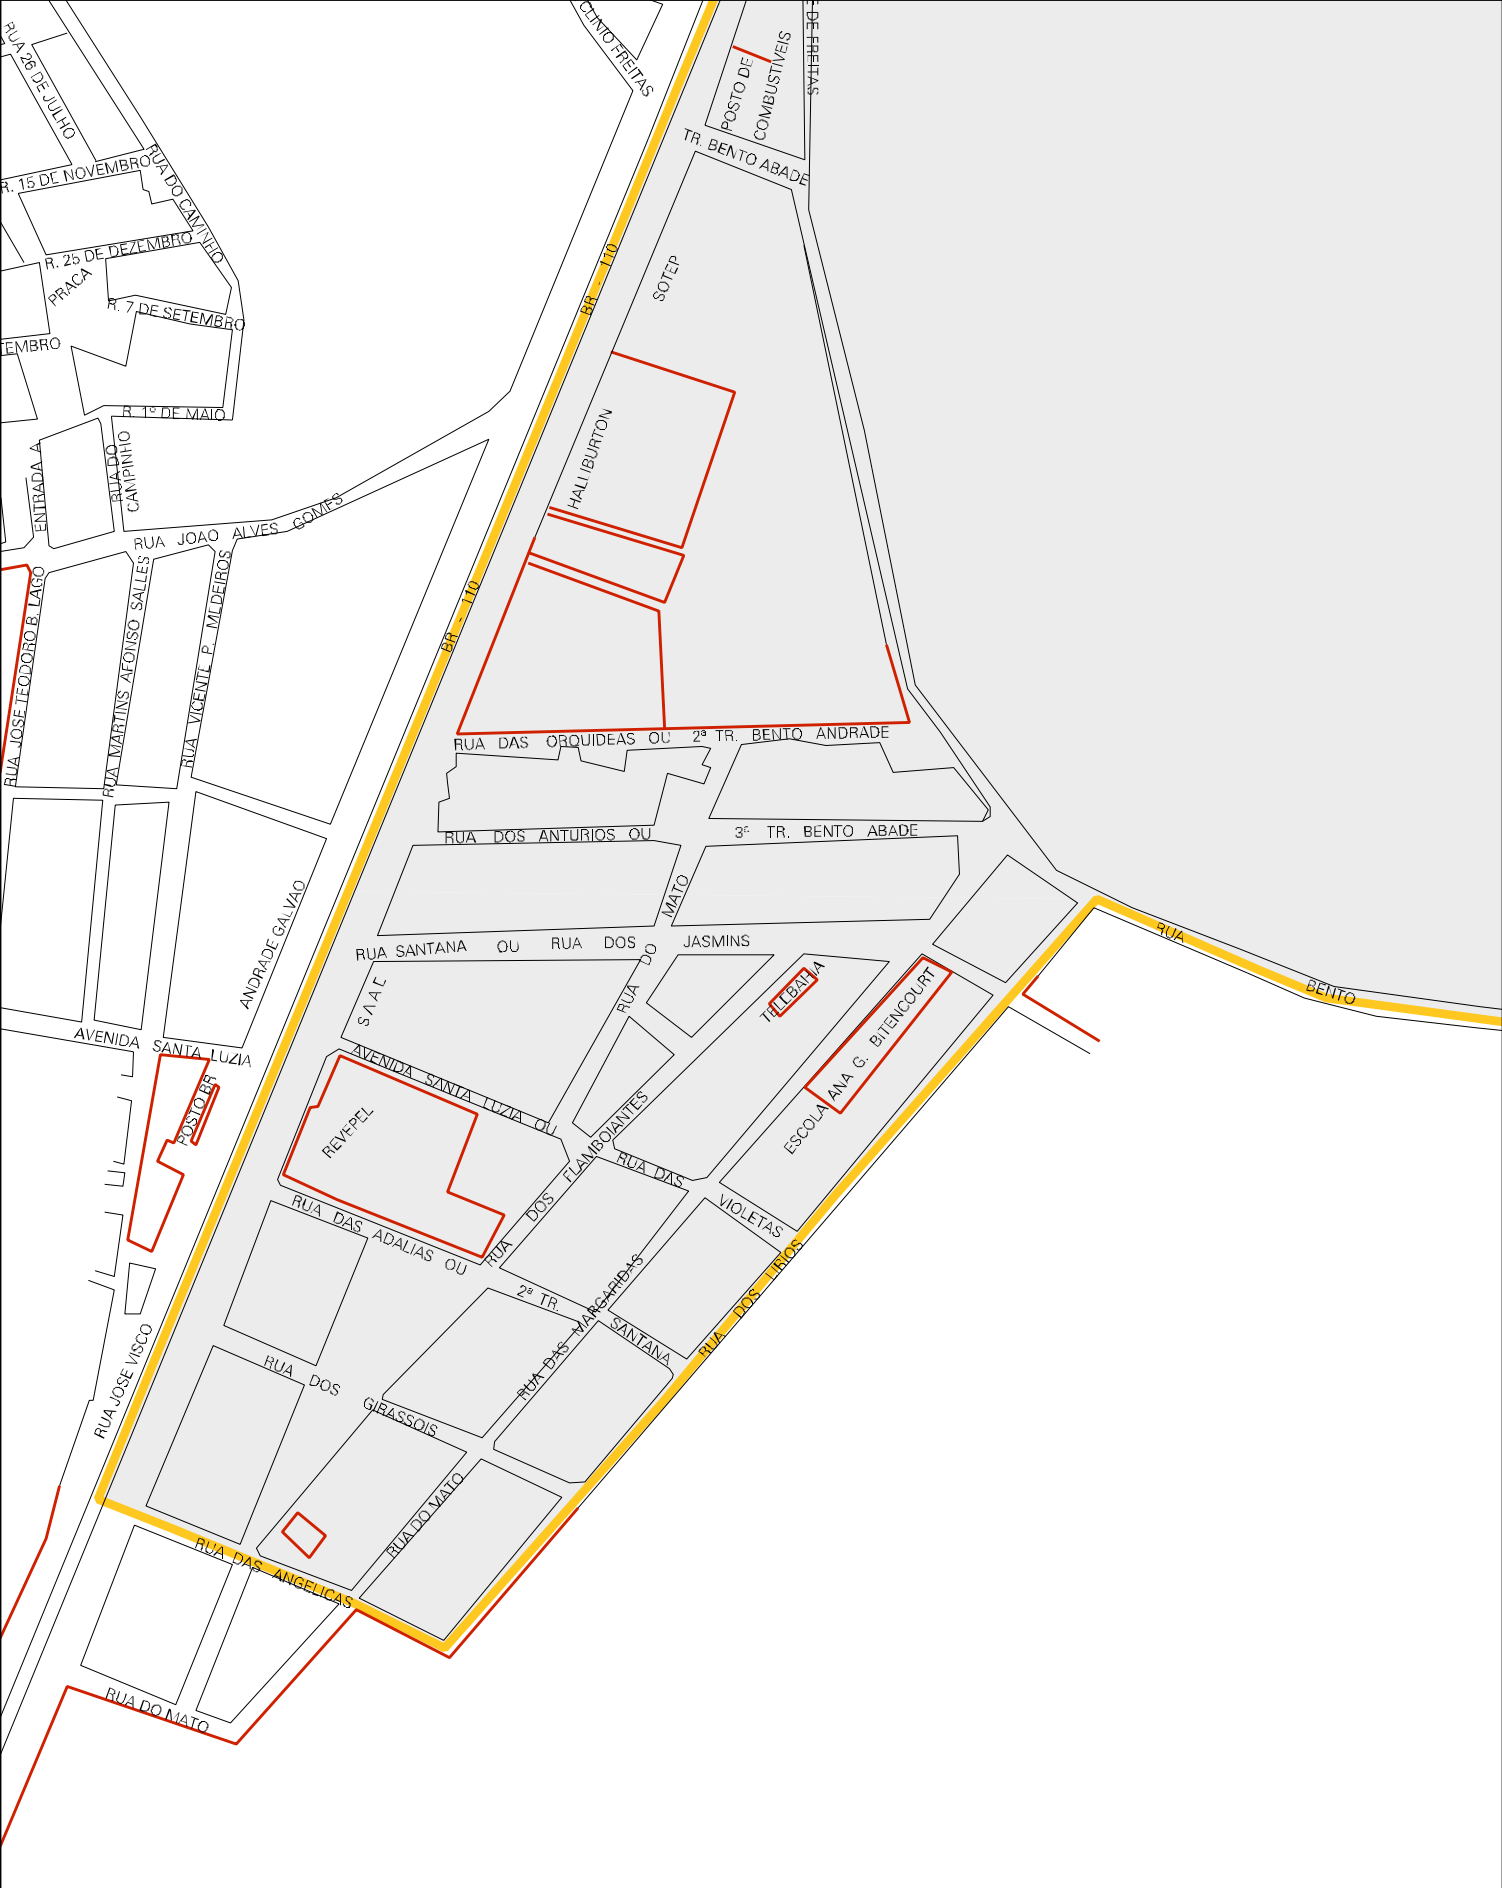 CLINIO FREITAS
E DE FREITAS
POSTO DE
COMBUSTIVEIS
RUA 26 DE JULHO
TR. BENTO ABADE
R. 15 DE NOVEMBRO
RUA DO CAMINHO
R. 25 DE DEZEMBRO
PRACA
BR - 110
SOTEP
R. 7 DE SETEMBRO
TEMBRO
R. 1º DE MAIO
HALLIBURTON
ENTRADA A
RUA DO
CAMPINHO
RUA JOAO ALVES GOMES
RUA JOSE TEODORO B. LAGO
RUA MARTINS AFONSO SALLES
RUA VICENTE P. MEDEIROS
BR - 110
RUA DAS ORQUIDEAS OU 2ª TR. BENTO ANDRADE
RUA DOS ANTURIOS OU 3ª TR. BENTO ABADE
ANDRADE GALVAO
RUA DO MATO
RUA SANTANA OU RUA DOS JASMINS
RUA BENTO
SAAE
TELEBAHIA
ESCOLA ANA G. BITENCOURT
AVENIDA SANTA LUZIA
POSTO BR
AVENIDA SANTA LUZIA OU
REVEPEL
RUA DOS FLAMBOIANTES
RUA DAS VIOLETAS
RUA DAS ADALIAS OU 2ª TR. SANTANA
RUA DAS MARGARIDAS
RUA DOS LIRIOS
RUA JOSE VISCO
RUA DOS GIRASSOIS
RUA DO MATO
RUA DAS ANGELICAS
RUA DO MATO